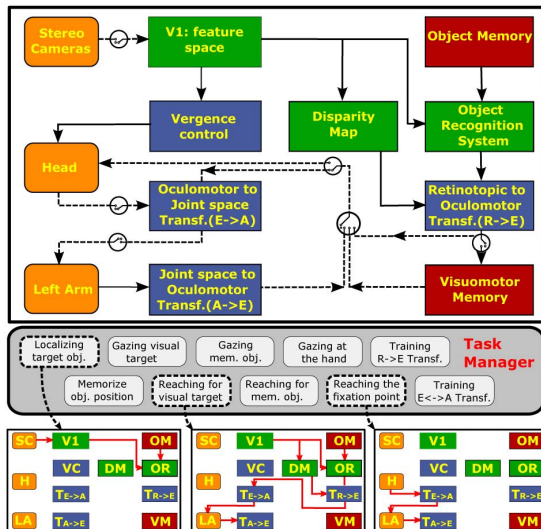 Stereo
Cameras
V1: feature
space
Object Memory
Vergence
control
Disparity
Map
Object
Recognition
System
Head
Oculomotor to
Joint space
Transf.(E->A)
Retinotopic to
Oculomotor
Transf.(R->E)
Left Arm
Joint space to
Oculomotor
Transf.(A->E)
Visuomotor
Memory
Localizing
target obj.
Gazing visual
target
Gazing
mem. obj.
Gazing at
the hand
Training
R->E Transf.
Task
Manager
Memorize
obj. position
Reaching for
visual target
Reaching for
mem. obj.
Reaching the
fixation point
Training
E<->A Transf.
SC V1 OM
VC DM OR
H
TE->A TR->E
LA TA->E VM
SC V1 OM
VC DM OR
H
TE->A TR->E
LA TA->E VM
SC V1 OM
VC DM OR
H
TE->A TR->E
LA TA->E VM